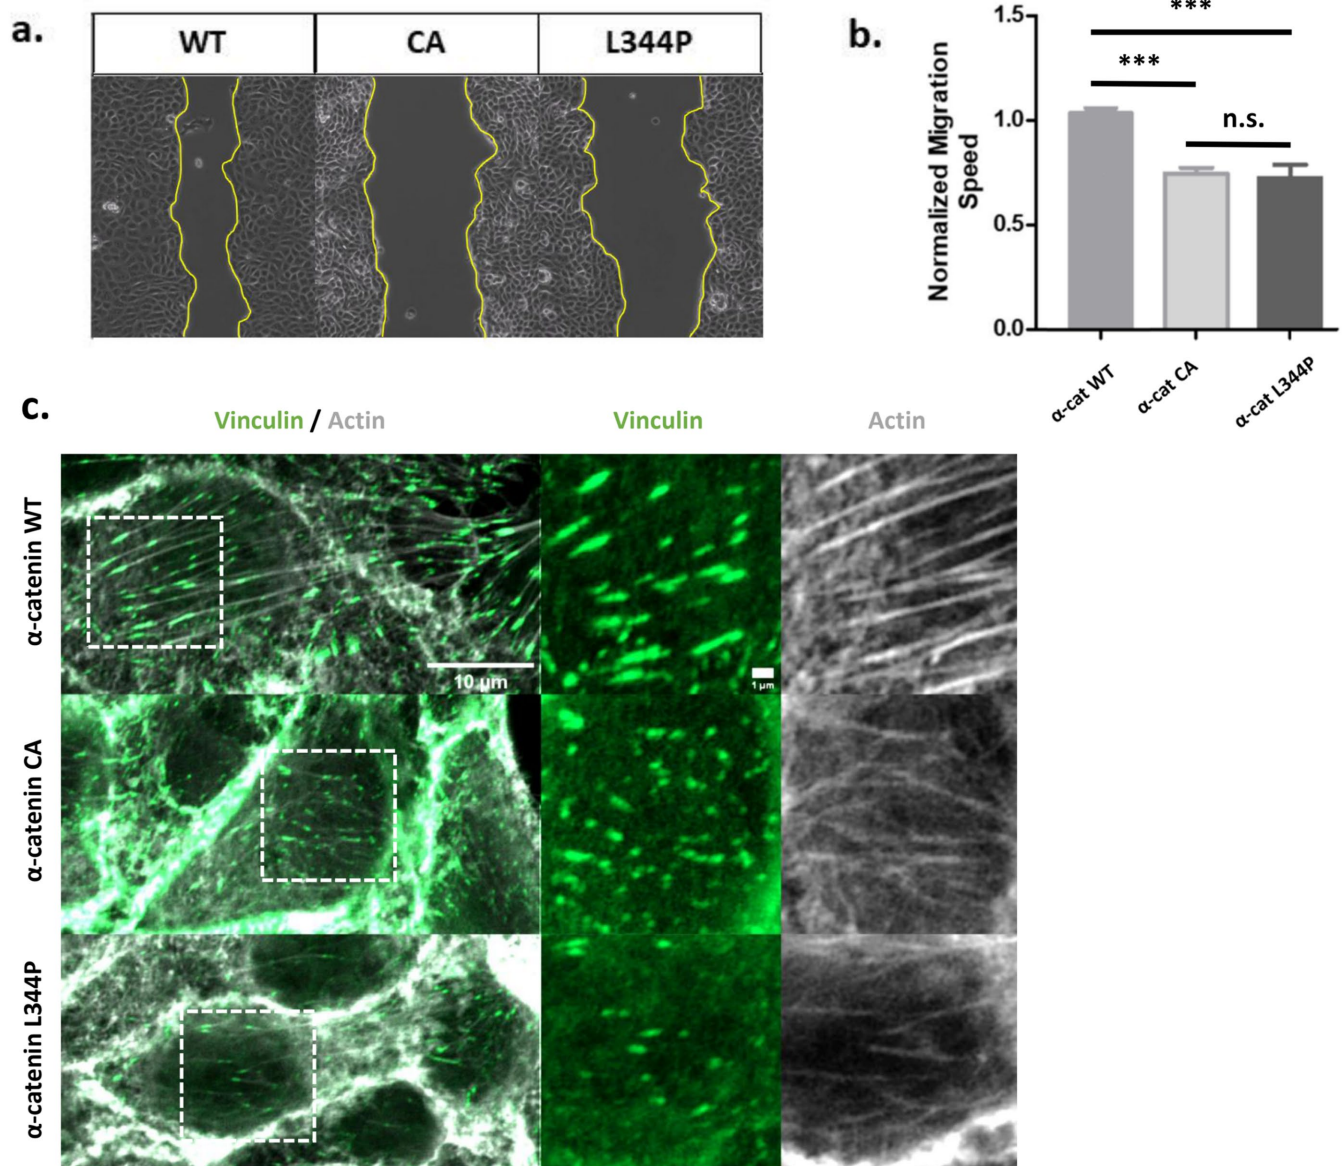 a.
WT
CA
L344P
b.
***
***
n.s.
Normalized Migration
Speed
1.5
1.0
0.5
0.0
α-cat WT
α-cat CA
α-cat L344P
c.
Vinculin / Actin
Vinculin
Actin
α-catenin WT
10 µm
1 µm
α-catenin CA
α-catenin L344P